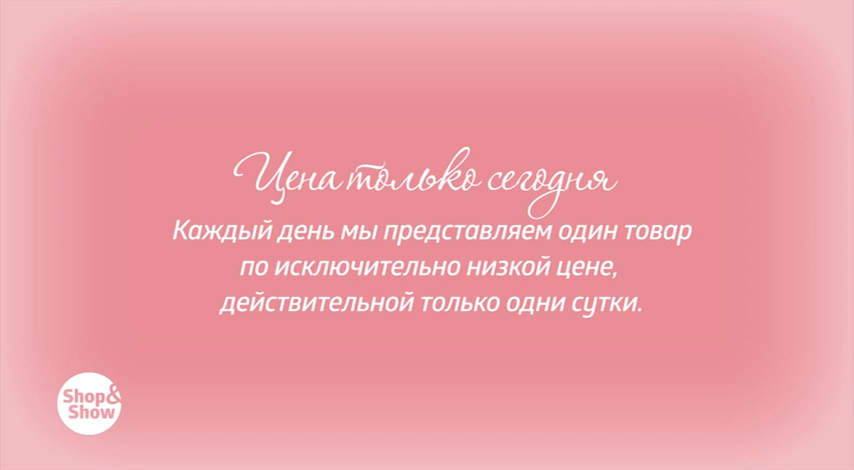 Цена только сегодня
Каждый день мы представляем один товар
по исключительно низкой цене,
действительной только одни сутки.
Shop&
Show